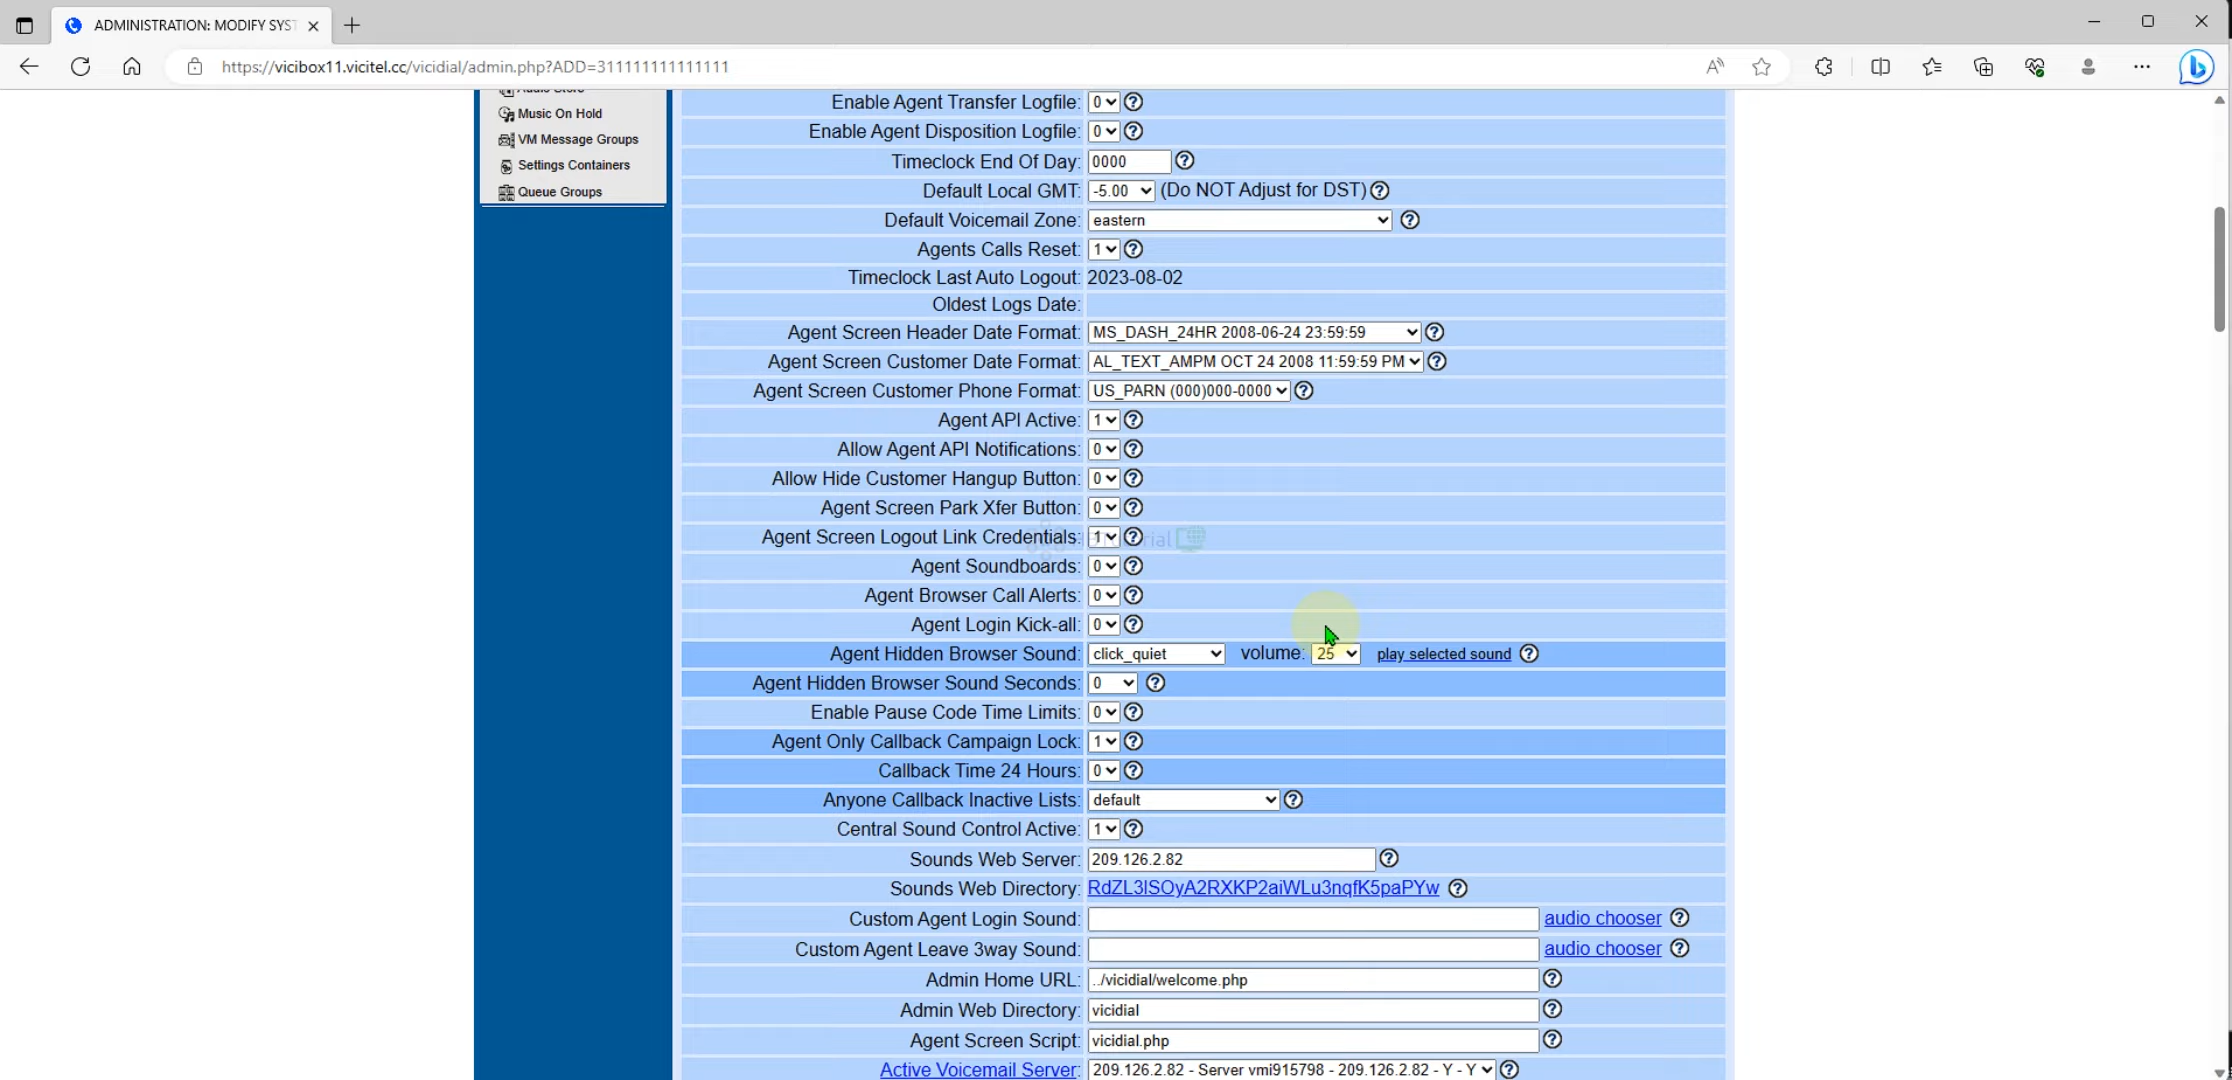 ADMINISTRATION: MODIFY SYST
https://vicibox11.vicitel.cc/vicidial/admin.php?ADD=311111111111111
Audio Store
Music On Hold
VM Message Groups
Settings Containers
Queue Groups
Enable Agent Transfer Logfile: 0
Enable Agent Disposition Logfile: 0
Timeclock End Of Day: 0000
Default Local GMT: -5.00 (Do NOT Adjust for DST)
Default Voicemail Zone: eastern
Agents Calls Reset: 1
Timeclock Last Auto Logout: 2023-08-02
Oldest Logs Date:
Agent Screen Header Date Format: MS_DASH_24HR 2008-06-24 23:59:59
Agent Screen Customer Date Format: AL_TEXT_AMPM OCT 24 2008 11:59:59 PM
Agent Screen Customer Phone Format: US_PARN (000)000-0000
Agent API Active: 1
Allow Agent API Notifications: 0
Allow Hide Customer Hangup Button: 0
Agent Screen Park Xfer Button: 0
Agent Screen Logout Link Credentials: 1
Agent Soundboards: 0
Agent Browser Call Alerts: 0
Agent Login Kick-all: 0
Agent Hidden Browser Sound: click_quiet volume: 25 play selected sound
Agent Hidden Browser Sound Seconds: 0
Enable Pause Code Time Limits: 0
Agent Only Callback Campaign Lock: 1
Callback Time 24 Hours: 0
Anyone Callback Inactive Lists: default
Central Sound Control Active: 1
Sounds Web Server: 209.126.2.82
Sounds Web Directory: RdZL3lSOyA2RXKP2aiWLu3nqfK5paPYw
Custom Agent Login Sound: audio chooser
Custom Agent Leave 3way Sound: audio chooser
Admin Home URL: ../vicidial/welcome.php
Admin Web Directory: vicidial
Agent Screen Script: vicidial.php
Active Voicemail Server: 209.126.2.82 - Server vmi915798 - 209.126.2.82 - Y - Y